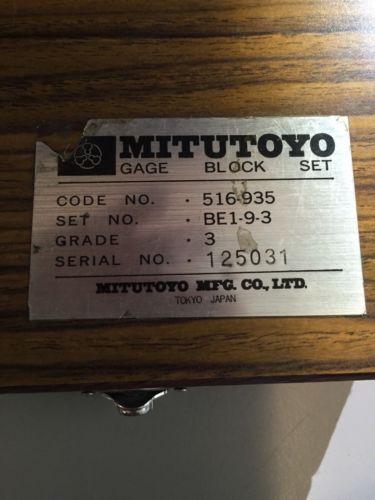 MITUTOYO
GAGE BLOCK SET
CODE NO. · 516-935
SET NO. · BE1-9-3
GRADE · 3
SERIAL NO. · 125031
MITUTOYO MFG. CO., LTD.
TOKYO JAPAN